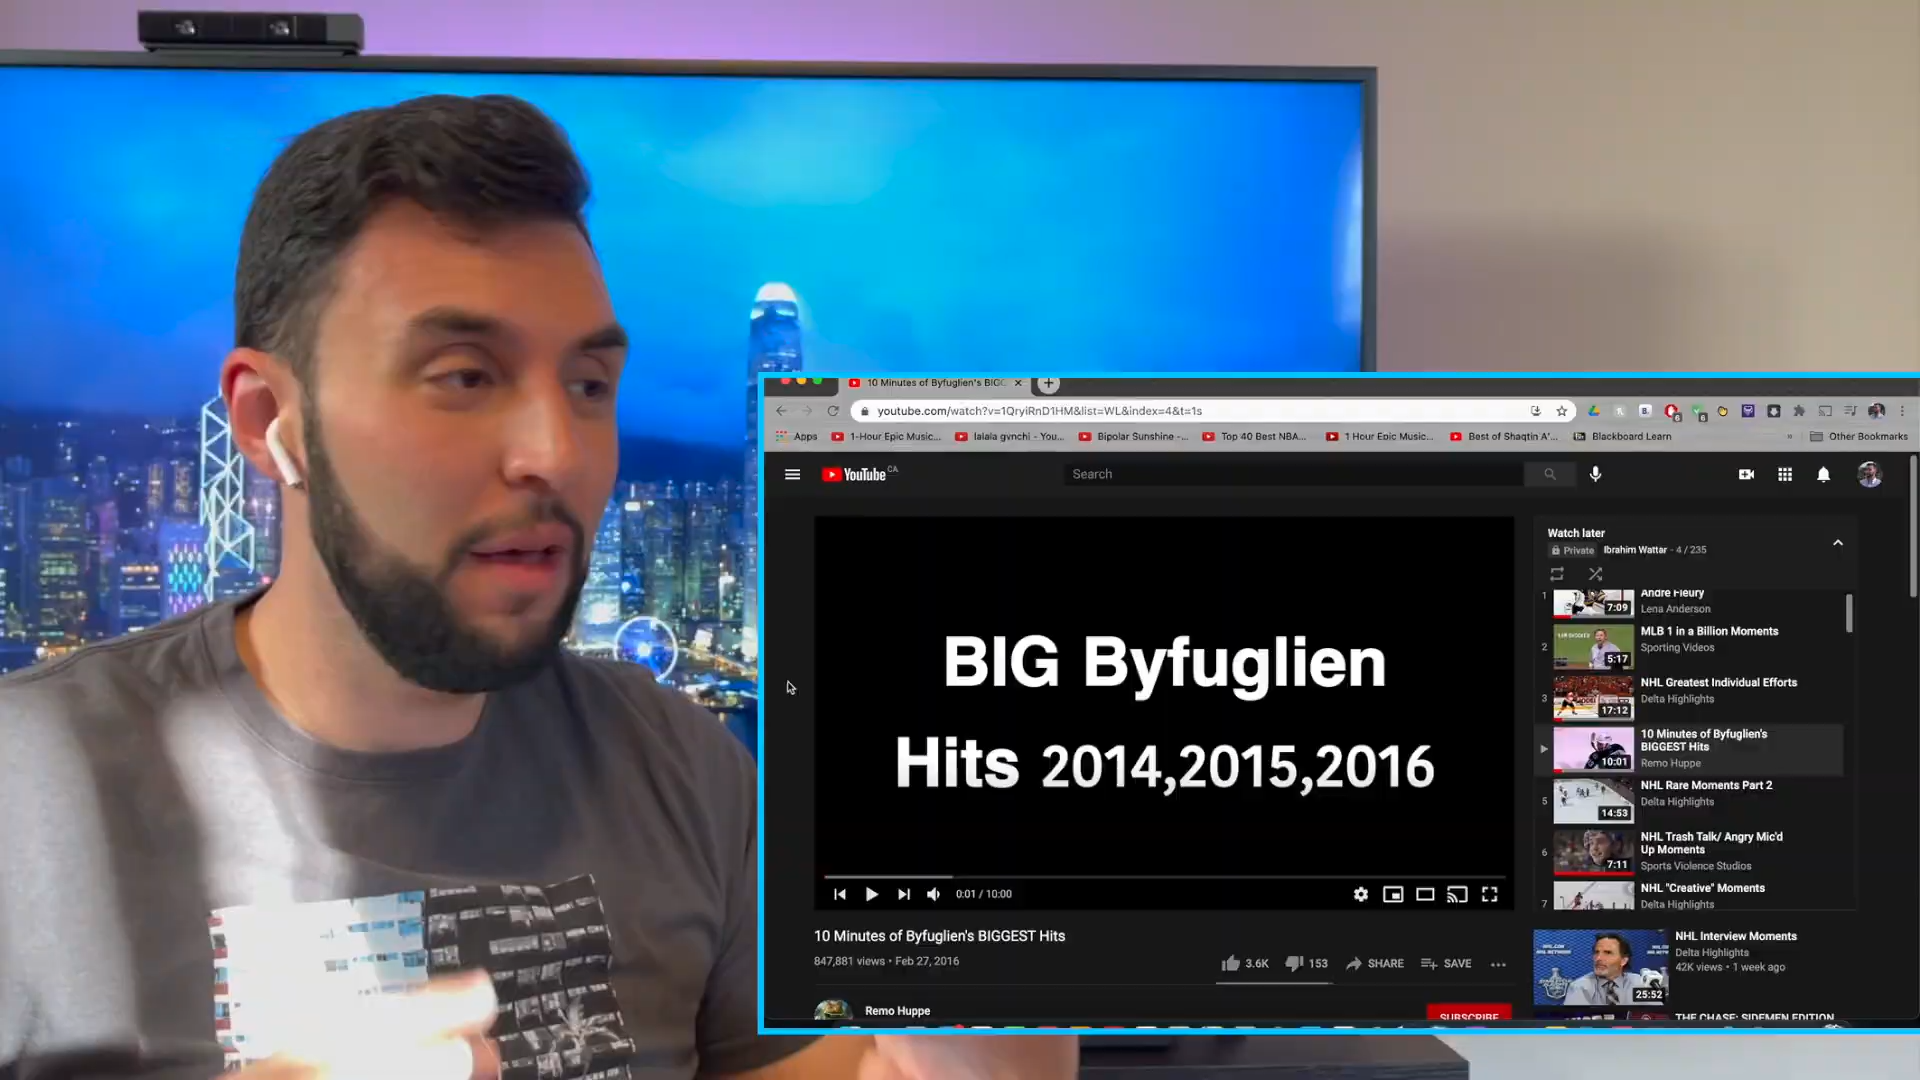 10 Minutes of Byfuglien's BIGG
youtube.com/watch?v=1QryiRnD1HM&list=WL&index=4&t=1s
Apps
1-Hour Epic Music...
lalala gvnchi - You...
Bipolar Sunshine -...
Top 40 Best NBA...
1 Hour Epic Music...
Best of Shaqtin A'...
Bb
Blackboard Learn
»
Other Bookmarks
YouTube CA
Search
BIG Byfuglien
Hits 2014,2015,2016
0:01 / 10:00
10 Minutes of Byfuglien's BIGGEST Hits
847,881 views • Feb 27, 2016
3.6K
153
SHARE
SAVE
Remo Huppe
SUBSCRIBE
Watch later
Private
Ibrahim Wattar - 4 / 235
1
7:09
Andre Fleury
Lena Anderson
2
5:17
MLB 1 in a Billion Moments
Sporting Videos
3
17:12
NHL Greatest Individual Efforts
Delta Highlights
10:01
10 Minutes of Byfuglien's
BIGGEST Hits
Remo Huppe
5
14:53
NHL Rare Moments Part 2
Delta Highlights
6
7:11
NHL Trash Talk/ Angry Mic'd
Up Moments
Sports Violence Studios
7
NHL "Creative" Moments
Delta Highlights
25:52
NHL Interview Moments
Delta Highlights
42K views • 1 week ago
THE CHASE: SIDEMEN EDITION